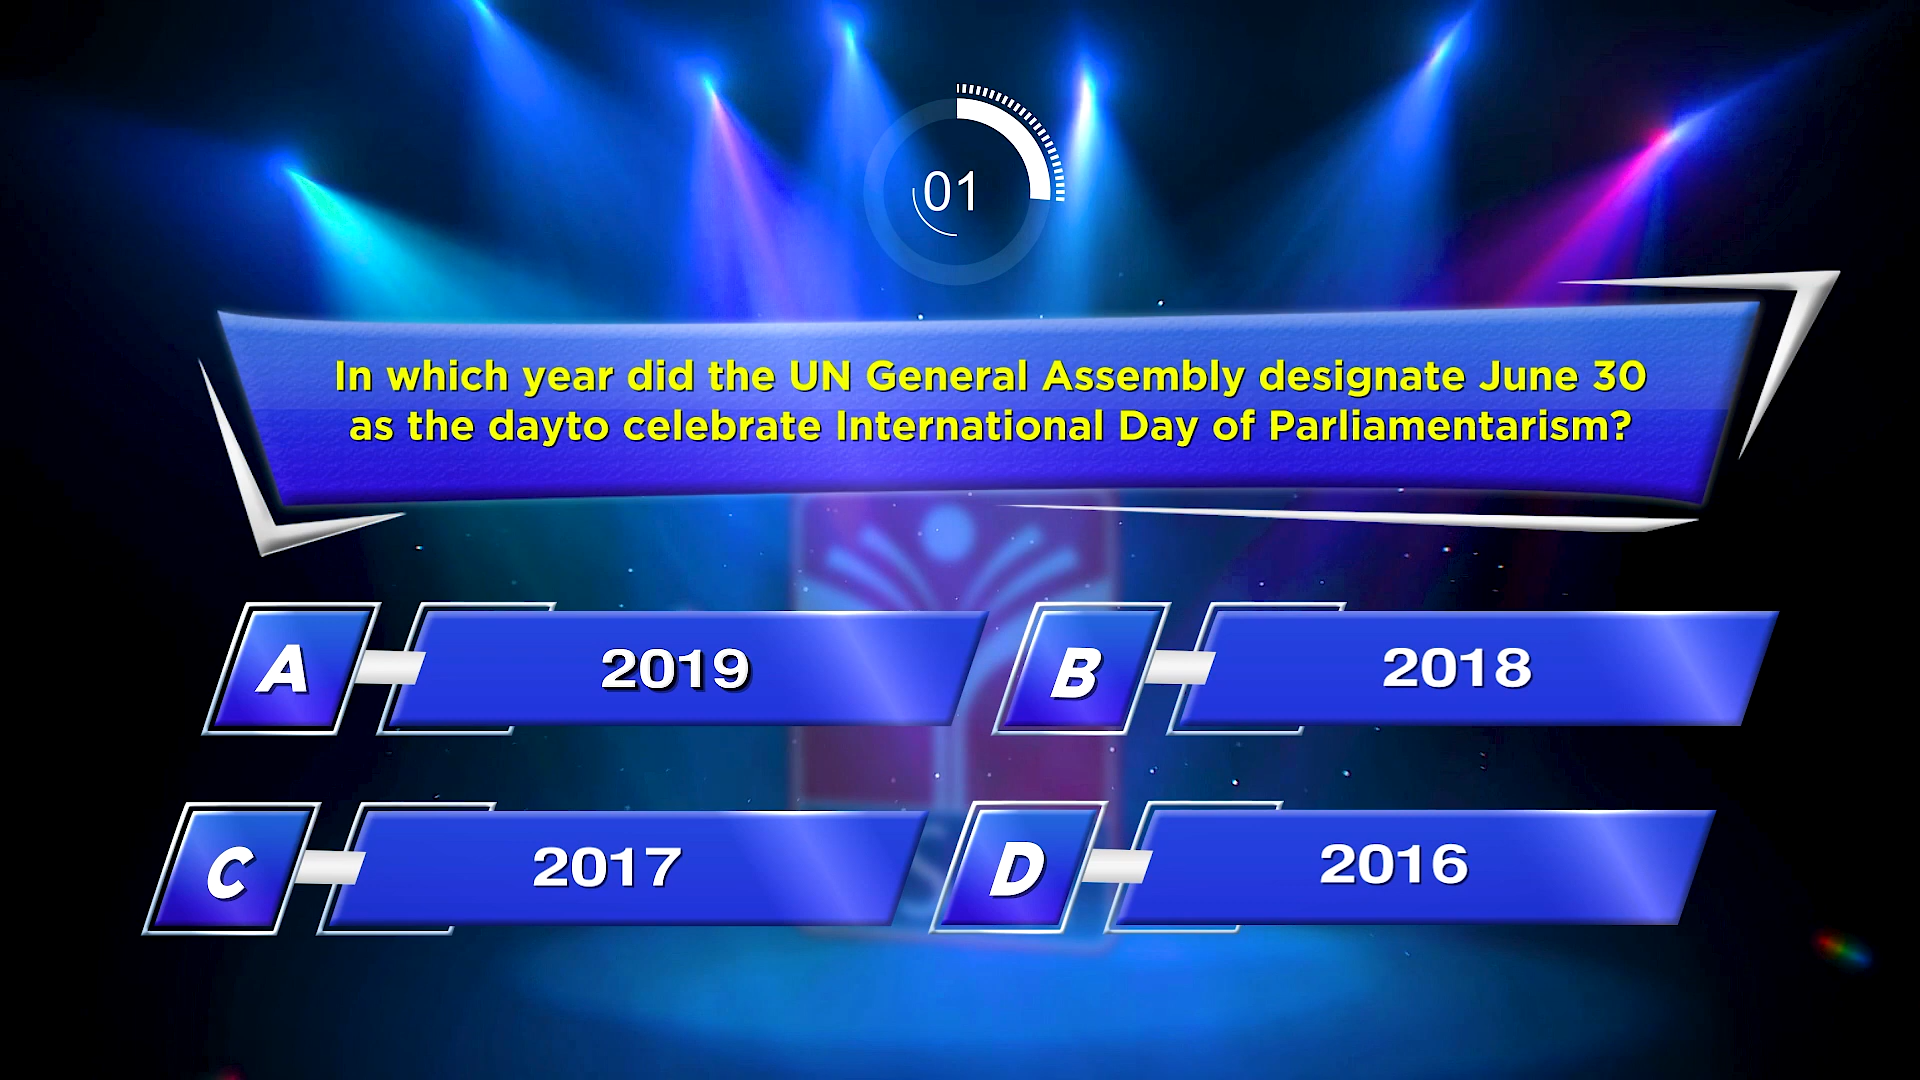 01
In which year did the UN General Assembly designate June 30
as the dayto celebrate International Day of Parliamentarism?
A 2019
B 2018
C 2017
D 2016